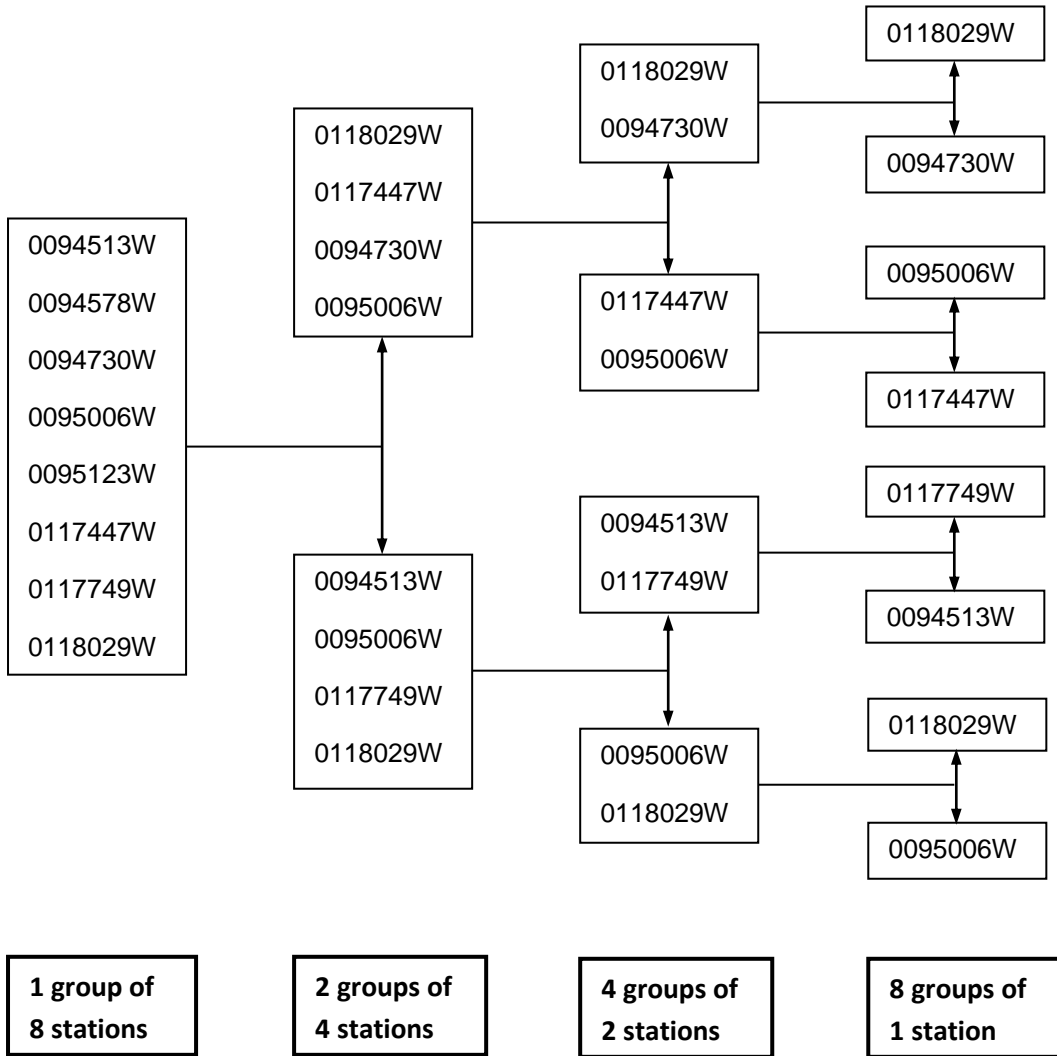 0094513W
0094578W
0094730W
0095006W
0095123W
0117447W
0117749W
0118029W
0118029W
0117447W
0094730W
0095006W
0094513W
0095006W
0117749W
0118029W
0118029W
0094730W
0117447W
0095006W
0094513W
0117749W
0095006W
0118029W
0118029W
0094730W
0095006W
0117447W
0117749W
0094513W
0118029W
0095006W
1 group of
8 stations
2 groups of
4 stations
4 groups of
2 stations
8 groups of
1 station